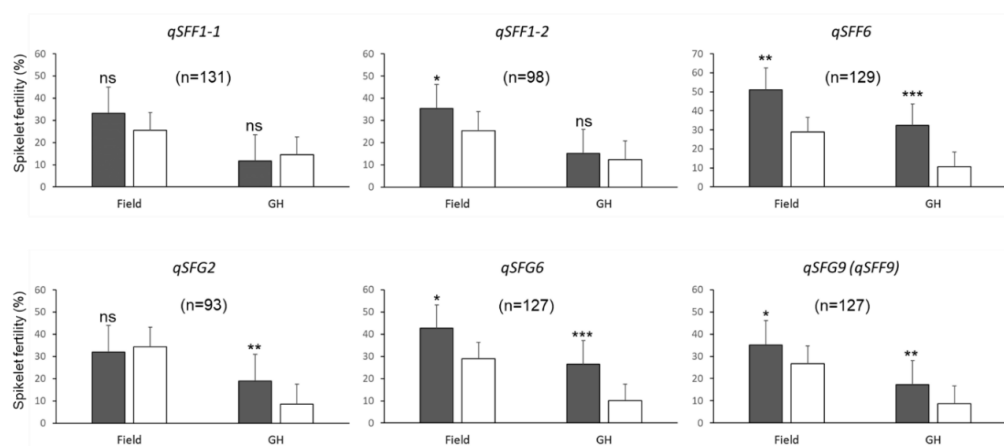 qSFF1-1
qSFF1-2
qSFF6
Spikelet fertility (%)
60
50
40
30
20
10
0
ns
(n=131)
ns
Field
GH
60
50
40
30
20
10
0
*
(n=98)
ns
Field
GH
70
60
50
40
30
20
10
0
**
(n=129)
***
Field
GH
qSFG2
qSFG6
qSFG9 (qSFF9)
Spikelet fertility (%)
60
50
40
30
20
10
0
ns
(n=93)
**
Field
GH
60
50
40
30
20
10
0
*
(n=127)
***
Field
GH
60
50
40
30
20
10
0
*
(n=127)
**
Field
GH